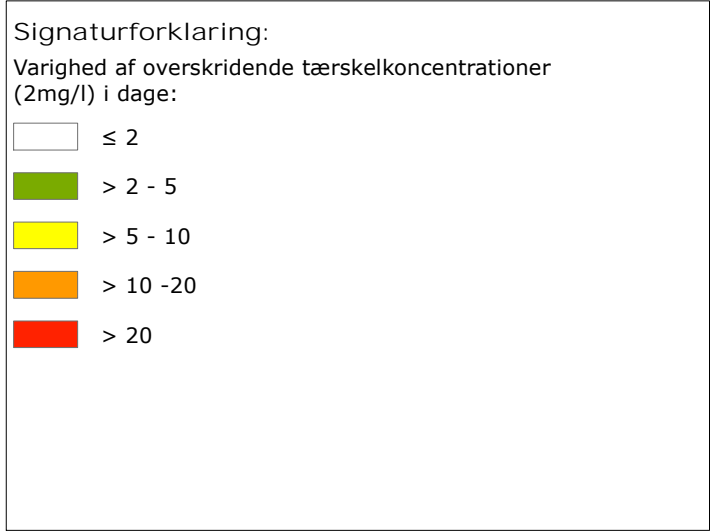 Signaturforklaring:
Varighed af overskridende tærskelkoncentrationer
(2mg/l) i dage:
≤ 2
> 2 - 5
> 5 - 10
> 10 -20
> 20